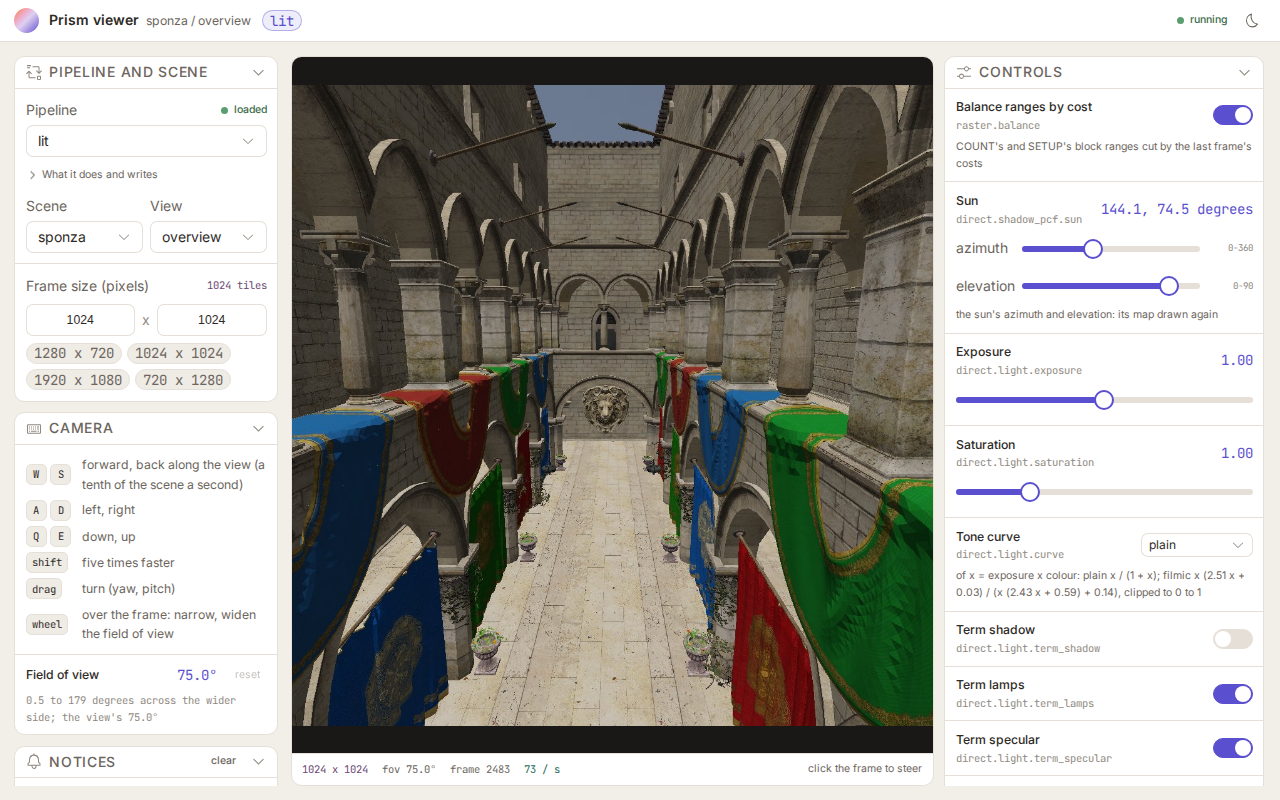 Prism viewer sponza / overview lit
running
PIPELINE AND SCENE
Pipeline
loaded
lit
What it does and writes
Scene
View
sponza
overview
Frame size (pixels)
1024 tiles
1024 x 1024
1280 x 720
1024 x 1024
1920 x 1080
720 x 1280
CAMERA
W S
forward, back along the view (a
tenth of the scene a second)
A D
left, right
Q E
down, up
shift
five times faster
drag
turn (yaw, pitch)
wheel
over the frame: narrow, widen
the field of view
Field of view
75.0°
reset
0.5 to 179 degrees across the wider
side; the view's 75.0°
NOTICES
clear
1024 x 1024 fov 75.0° frame 2483 73 / s
click the frame to steer
CONTROLS
Balance ranges by cost
raster.balance
COUNT's and SETUP's block ranges cut by the last frame's
costs
Sun
direct.shadow_pcf.sun
144.1, 74.5 degrees
azimuth
0-360
elevation
0-90
the sun's azimuth and elevation: its map drawn again
Exposure
direct.light.exposure
1.00
Saturation
direct.light.saturation
1.00
Tone curve
direct.light.curve
plain
of x = exposure x colour: plain x / (1 + x); filmic x (2.51 x +
0.03) / (x (2.43 x + 0.59) + 0.14), clipped to 0 to 1
Term shadow
direct.light.term_shadow
Term lamps
direct.light.term_lamps
Term specular
direct.light.term_specular